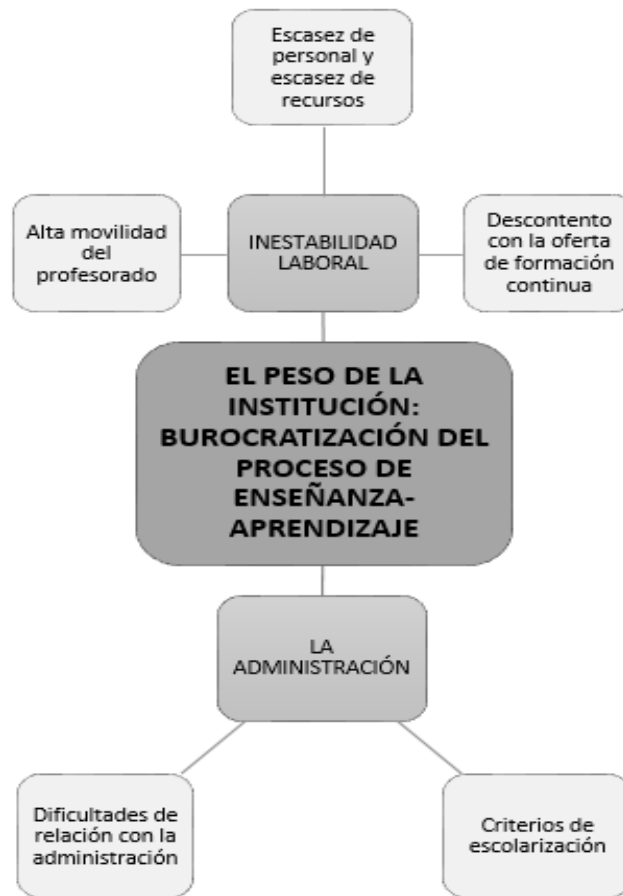 Escasez de
personal y
escasez de
recursos
Alta movilidad
del
profesorado
INESTABILIDAD
LABORAL
Descontento
con la oferta
de formación
continua
EL PESO DE LA
INSTITUCIÓN:
BUROCRATIZACIÓN DEL
PROCESO DE
ENSEÑANZA-
APRENDIZAJE
LA
ADMINISTRACIÓN
Dificultades de
relación con la
administración
Criterios de
escolarización